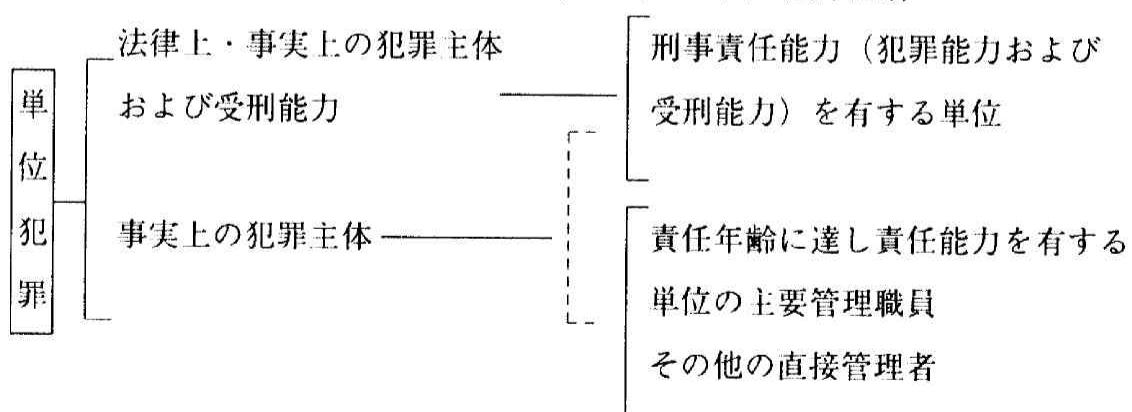 単位犯罪
法律上・事実上の犯罪主体
および受刑能力
刑事責任能力（犯罪能力および
受刑能力）を有する単位
事実上の犯罪主体
責任年齢に達し責任能力を有する
単位の主要管理職員
その他の直接管理者